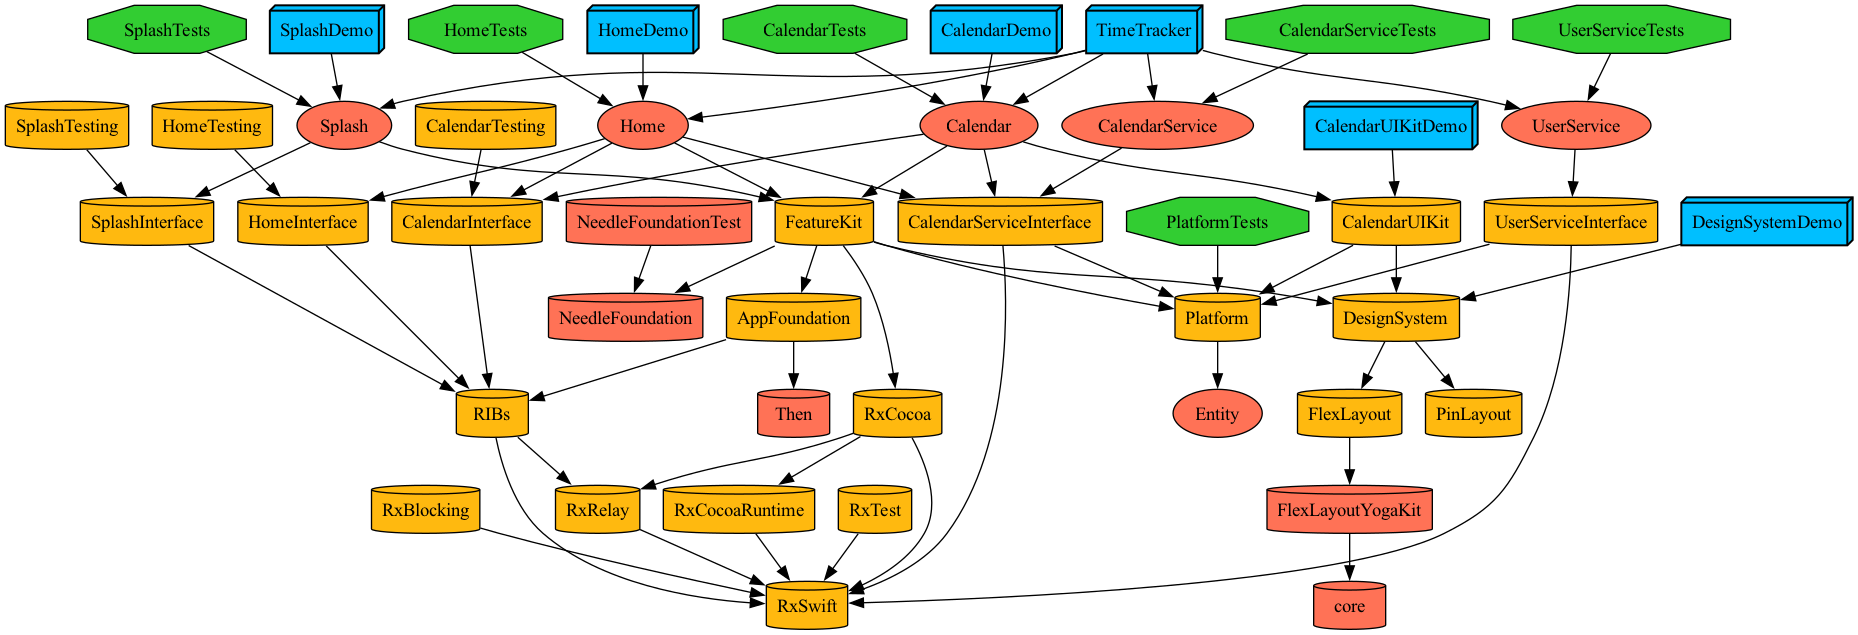 SplashTests
SplashDemo
HomeTests
HomeDemo
CalendarTests
CalendarDemo
TimeTracker
CalendarServiceTests
UserServiceTests
SplashTesting
HomeTesting
Splash
CalendarTesting
Home
Calendar
CalendarService
CalendarUIKitDemo
UserService
SplashInterface
HomeInterface
CalendarInterface
NeedleFoundationTest
FeatureKit
CalendarServiceInterface
PlatformTests
CalendarUIKit
UserServiceInterface
DesignSystemDemo
NeedleFoundation
AppFoundation
Platform
DesignSystem
RIBs
Then
RxCocoa
Entity
FlexLayout
PinLayout
RxBlocking
RxRelay
RxCocoaRuntime
RxTest
FlexLayoutYogaKit
RxSwift
core